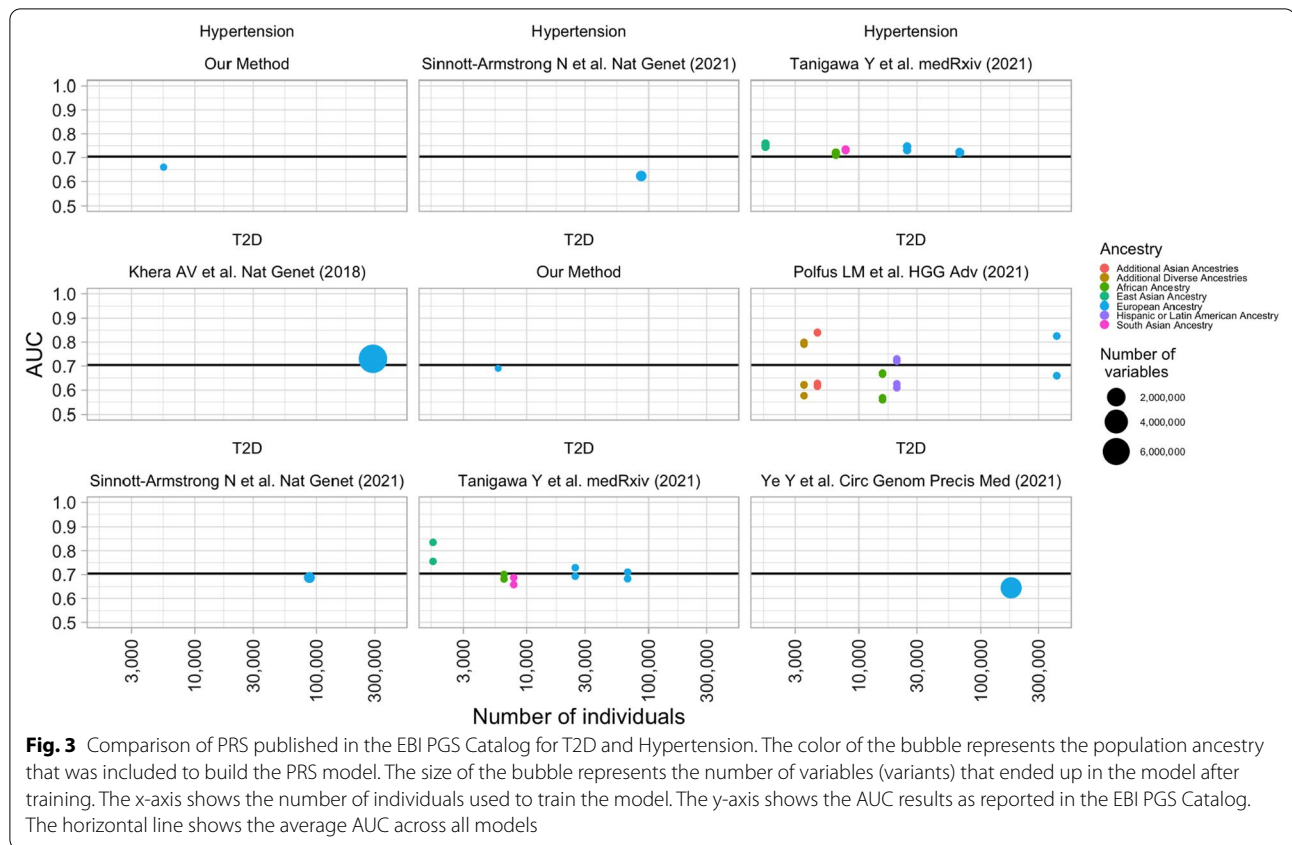 Hypertension
Our Method
Hypertension
Sinnott-Armstrong N et al. Nat Genet (2021)
Hypertension
Tanigawa Y et al. medRxiv (2021)
1.0
0.9
0.8
0.7
0.6
0.5
T2D
Khera AV et al. Nat Genet (2018)
T2D
Our Method
T2D
Polfus LM et al. HGG Adv (2021)
1.0
0.9
0.8
0.7
0.6
0.5
AUC
T2D
Sinnott-Armstrong N et al. Nat Genet (2021)
T2D
Tanigawa Y et al. medRxiv (2021)
T2D
Ye Y et al. Circ Genom Precis Med (2021)
1.0
0.9
0.8
0.7
0.6
0.5
3,000
10,000
30,000
100,000
300,000
3,000
10,000
30,000
100,000
300,000
3,000
10,000
30,000
100,000
300,000
Number of individuals
Ancestry
Additional Asian Ancestries
Additional Diverse Ancestries
African Ancestry
East Asian Ancestry
European Ancestry
Hispanic or Latin American Ancestry
South Asian Ancestry
Number of
variables
2,000,000
4,000,000
6,000,000
Fig. 3 Comparison of PRS published in the EBI PGS Catalog for T2D and Hypertension. The color of the bubble represents the population ancestry
that was included to build the PRS model. The size of the bubble represents the number of variables (variants) that ended up in the model after
training. The x-axis shows the number of individuals used to train the model. The y-axis shows the AUC results as reported in the EBI PGS Catalog.
The horizontal line shows the average AUC across all models